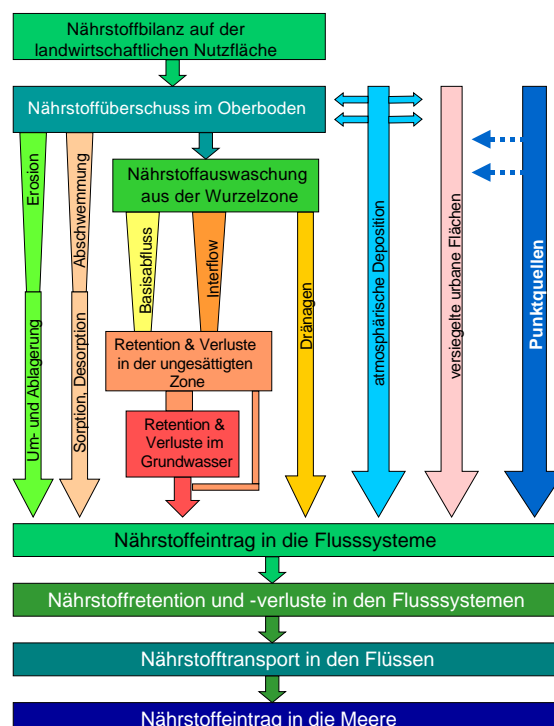 Nährstoffbilanz auf der
landwirtschaftlichen Nutzfläche
Nährstoffüberschuss im Oberboden
Nährstoffauswaschung
aus der Wurzelzone
Erosion
Um- und Ablagerung
Abschwemmung
Sorption, Desorption
Basisabfluss
Interflow
Dränagen
atmosphärische Deposition
versiegelte urbane Flächen
Punktquellen
Retention & Verluste
in der ungesättigten
Zone
Retention &
Verluste im
Grundwasser
Nährstoffeintrag in die Flusssysteme
Nährstoffretention und -verluste in den Flusssystemen
Nährstofftransport in den Flüssen
Nährstoffeintrag in die Meere